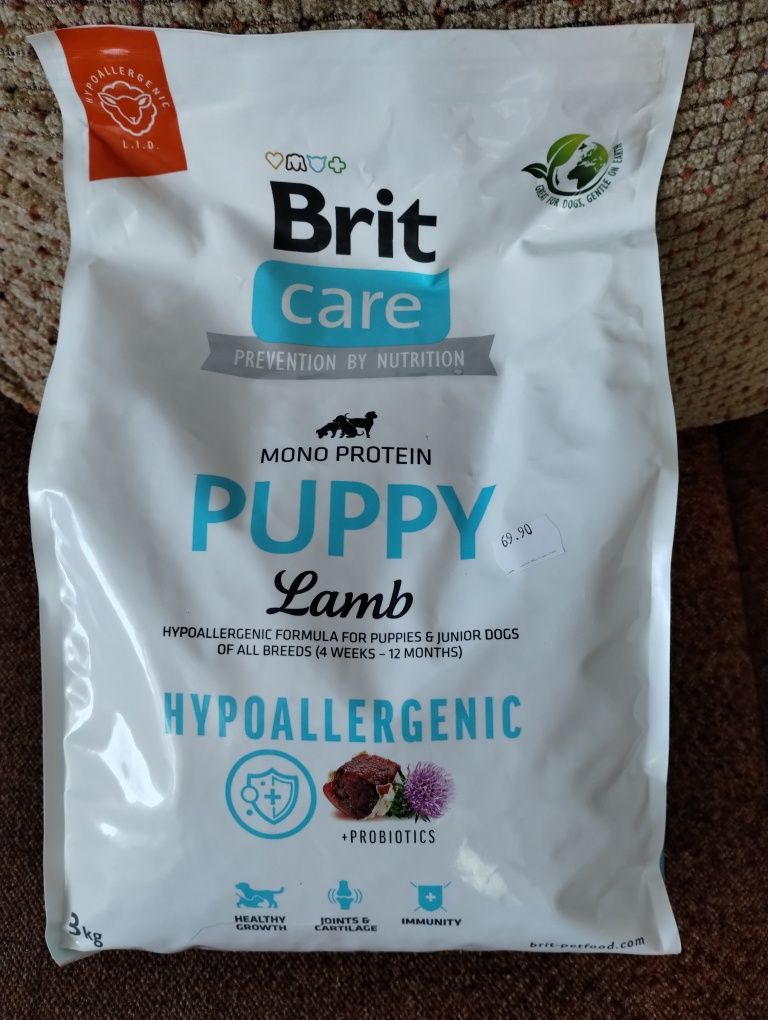 HYPOALLERGENIC
L.I.D.
GREAT FOR DOGS, GENTLE ON EARTH
Brit
care
PREVENTION BY NUTRITION
MONO PROTEIN
PUPPY
69.90
Lamb
HYPOALLERGENIC FORMULA FOR PUPPIES & JUNIOR DOGS
OF ALL BREEDS (4 WEEKS – 12 MONTHS)
HYPOALLERGENIC
+PROBIOTICS
HEALTHY
GROWTH
JOINTS &
CARTILAGE
IMMUNITY
3kg
brit-petfood.com